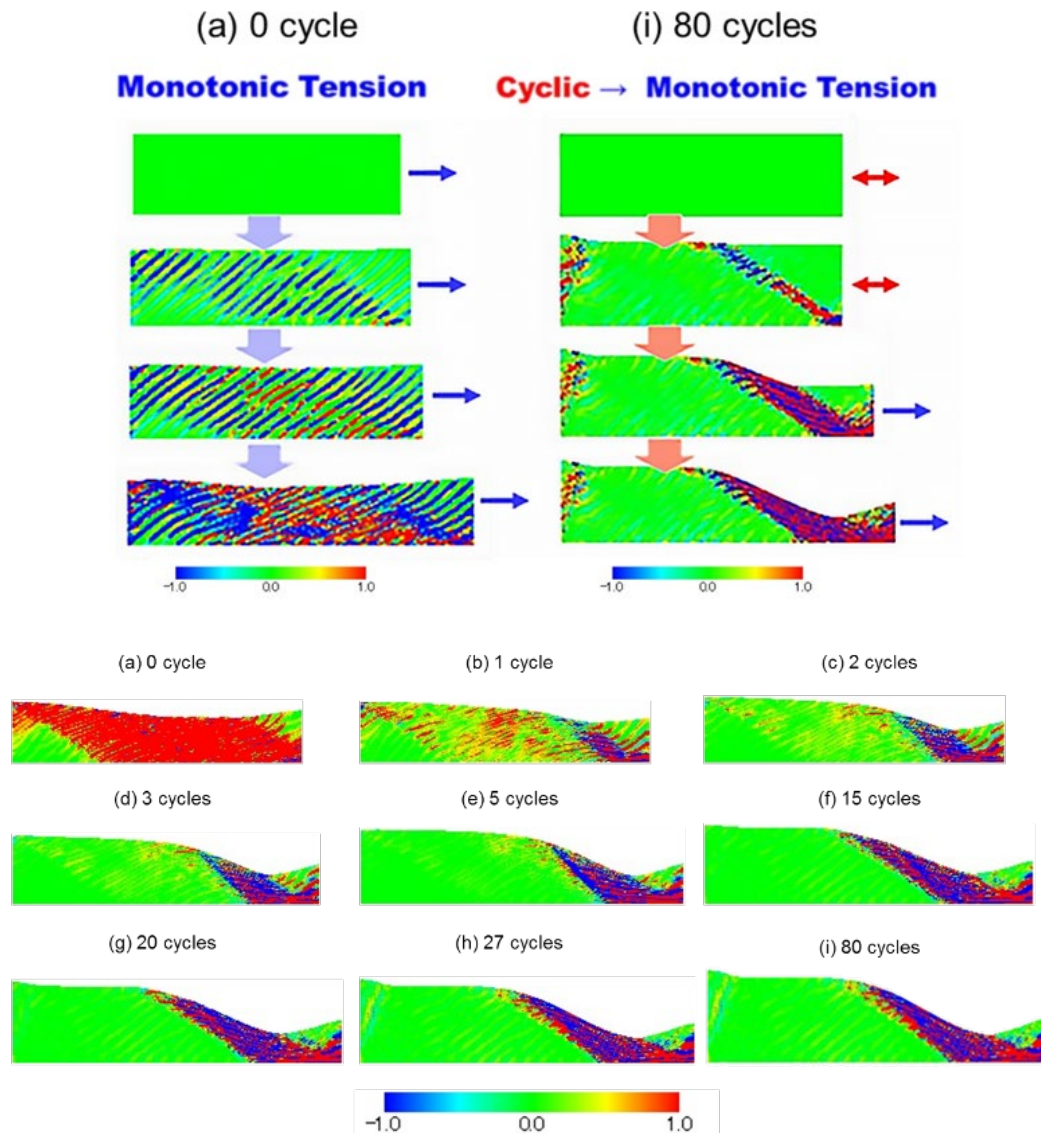 (a) 0 cycle
(i) 80 cycles
Monotonic Tension
Cyclic → Monotonic Tension
−1.0 0.0 1.0
−1.0 0.0 1.0
(a) 0 cycle
(b) 1 cycle
(c) 2 cycles
(d) 3 cycles
(e) 5 cycles
(f) 15 cycles
(g) 20 cycles
(h) 27 cycles
(i) 80 cycles
−1.0 0.0 1.0